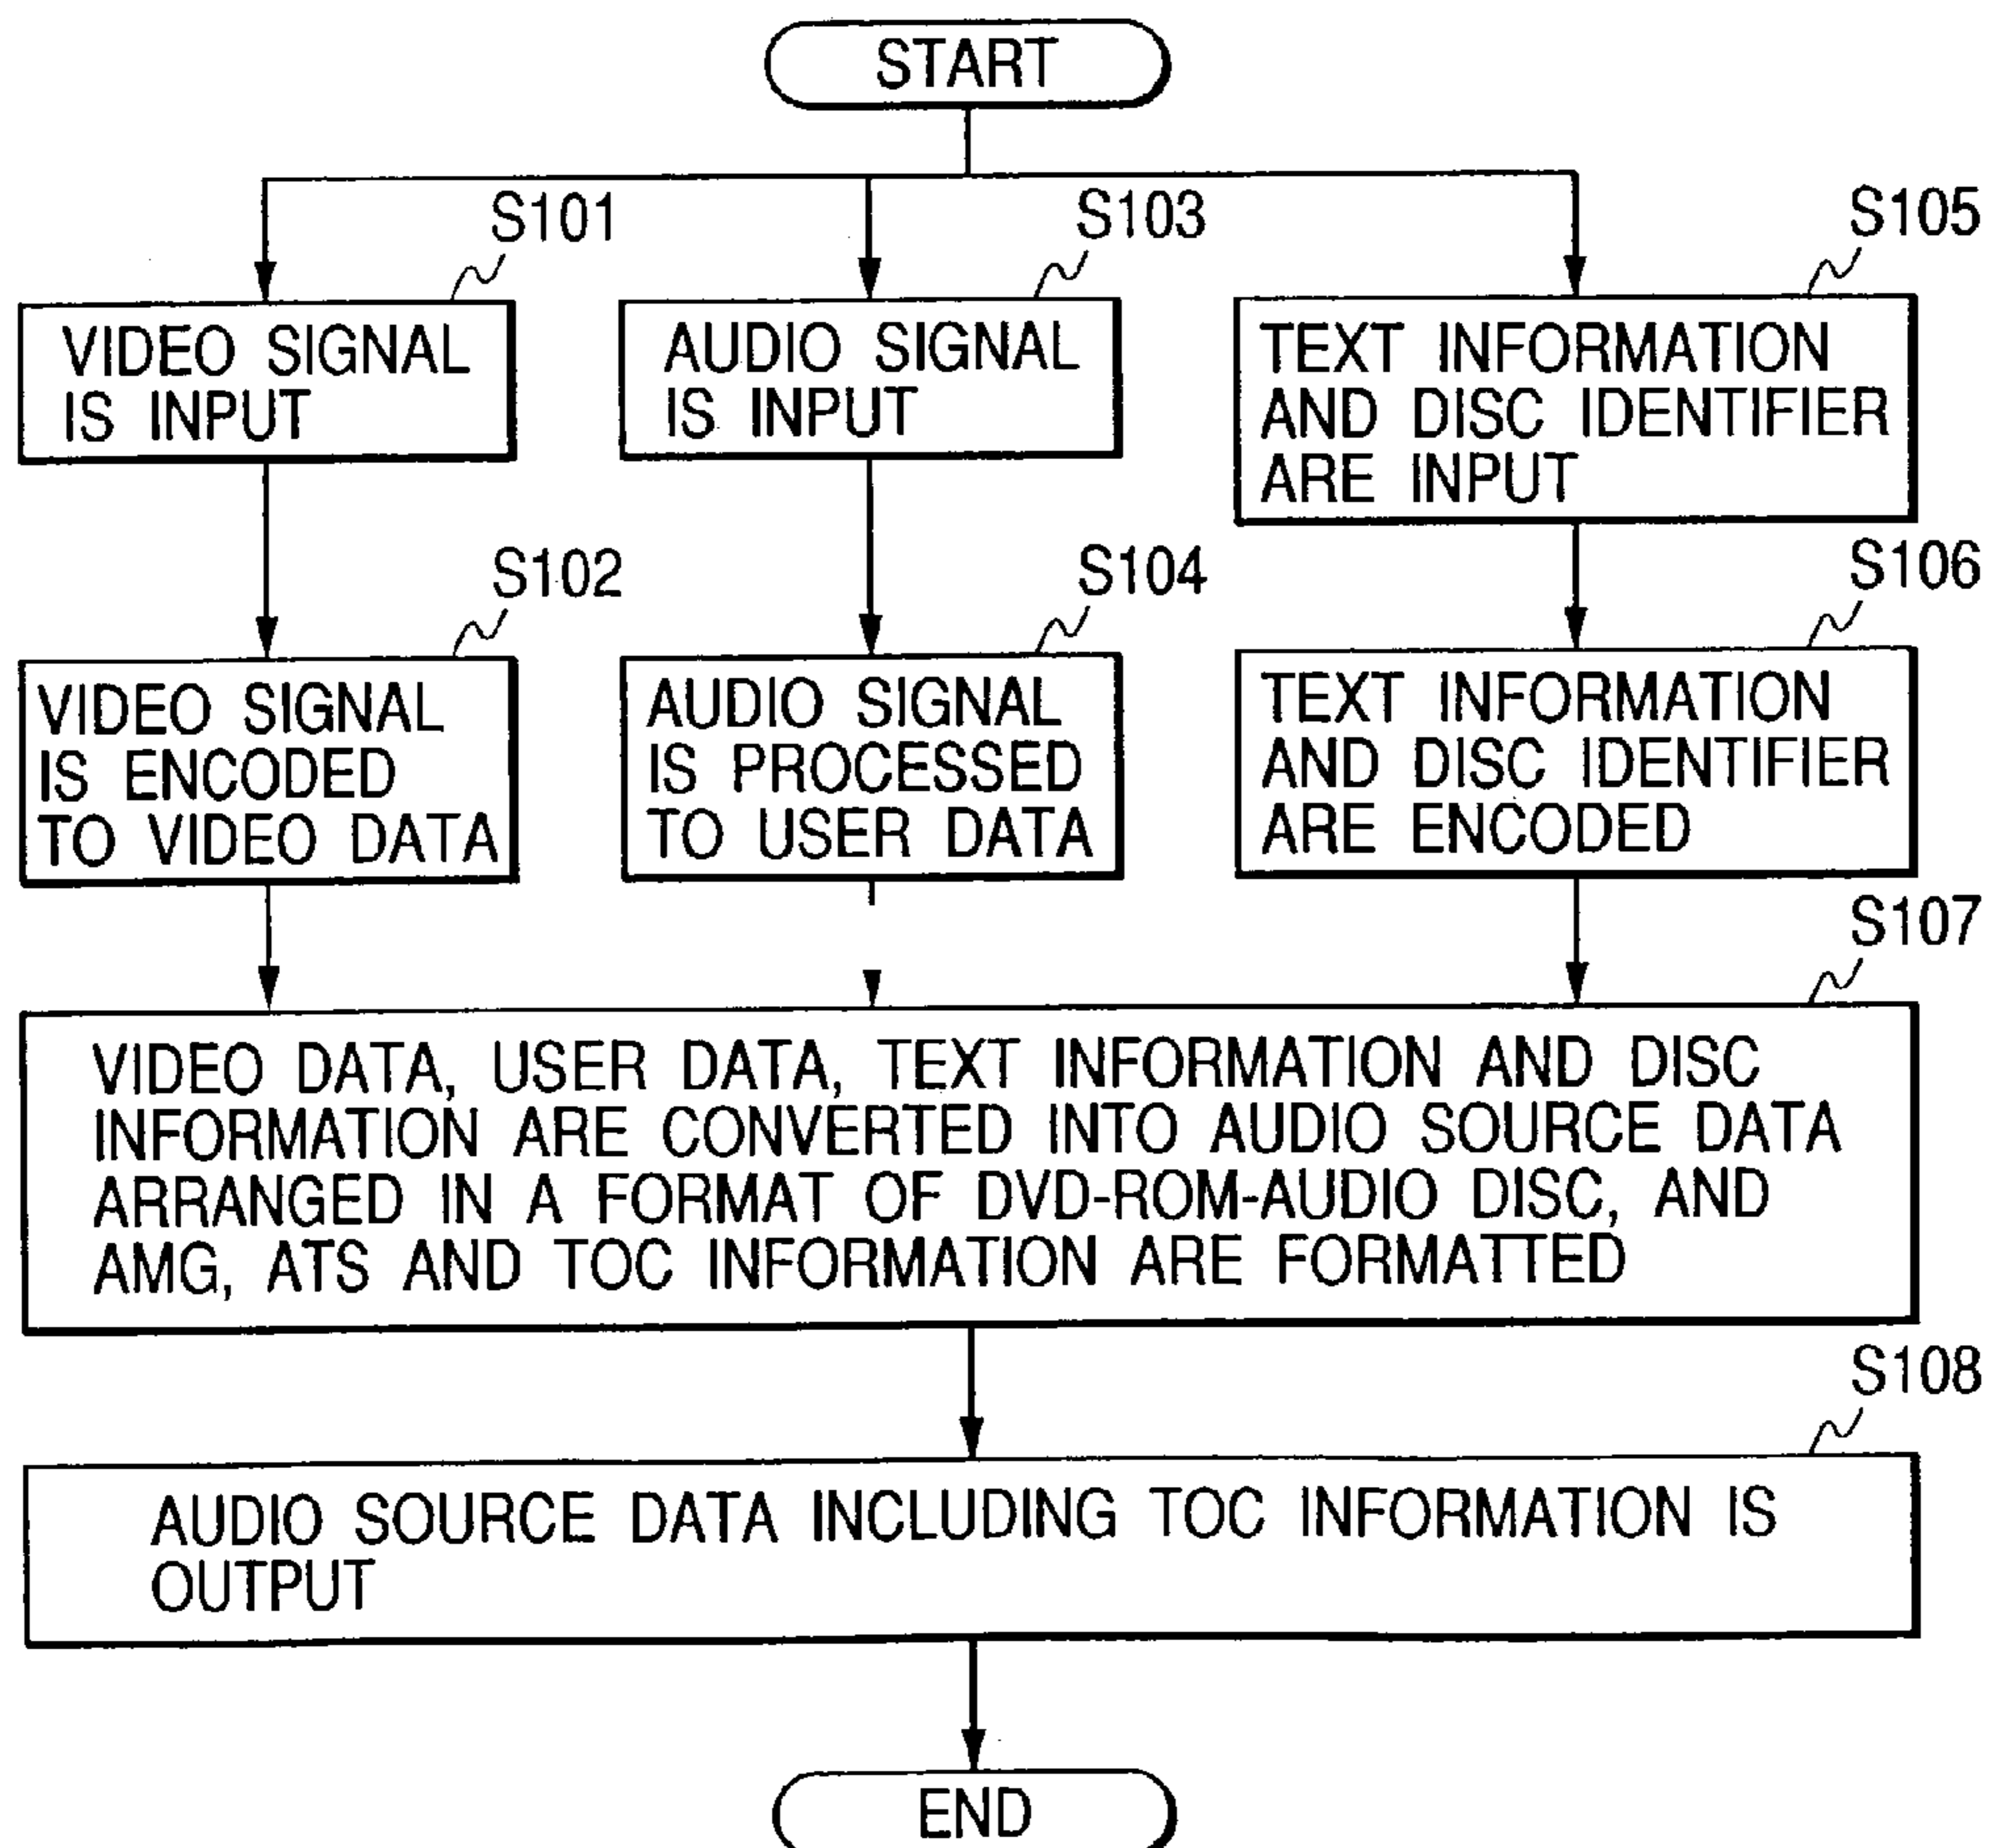 START
S101
S103
S105
VIDEO SIGNAL
IS INPUT
AUDIO SIGNAL
IS INPUT
TEXT INFORMATION
AND DISC IDENTIFIER
ARE INPUT
S102
S104
S106
VIDEO SIGNAL
IS ENCODED
TO VIDEO DATA
AUDIO SIGNAL
IS PROCESSED
TO USER DATA
TEXT INFORMATION
AND DISC IDENTIFIER
ARE ENCODED
S107
VIDEO DATA, USER DATA, TEXT INFORMATION AND DISC
INFORMATION ARE CONVERTED INTO AUDIO SOURCE DATA
ARRANGED IN A FORMAT OF DVD-ROM-AUDIO DISC, AND
AMG, ATS AND TOC INFORMATION ARE FORMATTED
S108
AUDIO SOURCE DATA INCLUDING TOC INFORMATION IS
OUTPUT
END